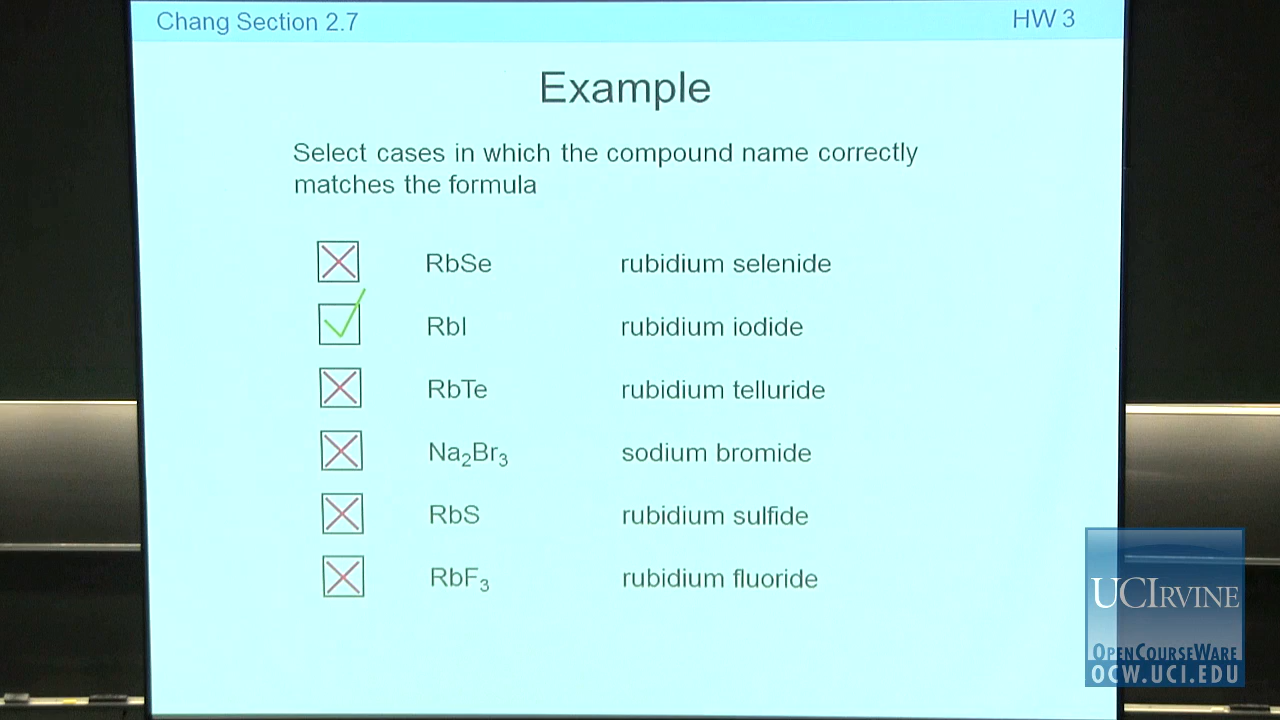 Chang Section 2.7
HW 3
Example
Select cases in which the compound name correctly
matches the formula
RbSe rubidium selenide
RbI rubidium iodide
RbTe rubidium telluride
Na₂Br₃ sodium bromide
RbS rubidium sulfide
RbF₃ rubidium fluoride
UCIRVINE
OPENCOURSEWARE
OCW.UCI.EDU